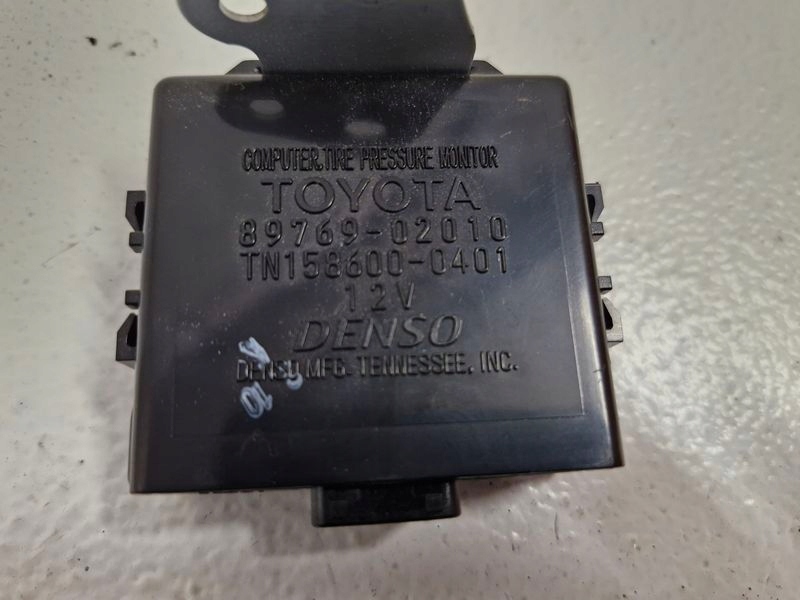 COMPUTER.TIRE PRESSURE MONITOR
TOYOTA
89769-02010
TN158600-0401
12V
DENSO
DENSO MFG. TENNESSEE, INC.